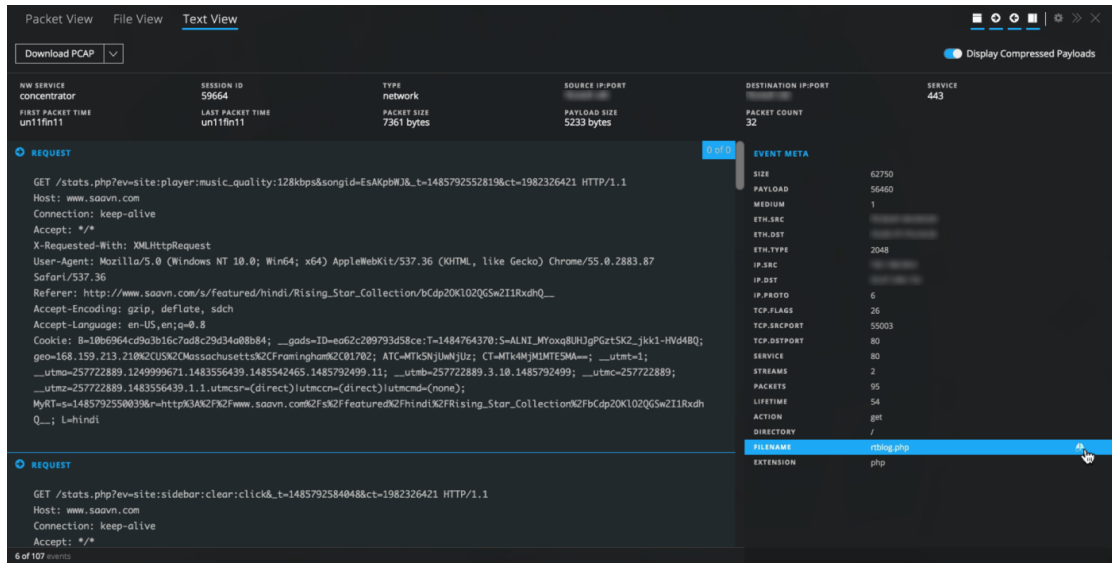 Packet View File View Text View
Download PCAP
Display Compressed Payloads
NW SERVICE SESSION ID TYPE SOURCE IP:PORT DESTINATION IP:PORT SERVICE
concentrator 59664 network 443
FIRST PACKET TIME LAST PACKET TIME PACKET SIZE PAYLOAD SIZE PACKET COUNT
un11fin11 un11fin11 7361 bytes 5233 bytes 32
REQUEST
0 of 0
GET /stats.php?ev=site:player:music_quality:128kbps&songid=EsAKpbWJ&_t=1485792552819&ct=1982326421 HTTP/1.1
Host: www.saavn.com
Connection: keep-alive
Accept: */*
X-Requested-With: XMLHttpRequest
User-Agent: Mozilla/5.0 (Windows NT 10.0; Win64; x64) AppleWebKit/537.36 (KHTML, like Gecko) Chrome/55.0.2883.87
Safari/537.36
Referer: http://www.saavn.com/s/featured/hindi/Rising_Star_Collection/bCdp2OKlO2QGSw2I1RxdhQ__
Accept-Encoding: gzip, deflate, sdch
Accept-Language: en-US,en;q=0.8
Cookie: B=10b6964cd9a3b16c7ad8c29d34a08b84; __gads=ID=ea62c209793d58ce:T=1484764370:S=ALNI_MYoxq8UHJgPGztSK2_jkk1-HVd4BQ;
geo=168.159.213.210%2CUS%2CMassachusetts%2CFramingham%2C01702; ATC=MTk5NjUwNjUz; CT=MTk4MjM1MTE5MA==; __utmt=1;
__utma=257722889.1249999671.1483556439.1485542465.1485792499.11; __utmb=257722889.3.10.1485792499; __utmc=257722889;
__utmz=257722889.1483556439.1.1.utmcsr=(direct)|utmccn=(direct)|utmcmd=(none);
MyRT=s=1485792550039&r=http%3A%2F%2Fwww.saavn.com%2Fs%2Ffeatured%2Fhindi%2FRising_Star_Collection%2FbCdp2OKlO2QGSw2I1Rxdh
Q__; L=hindi
REQUEST
GET /stats.php?ev=site:sidebar:clear:click&_t=1485792584048&ct=1982326421 HTTP/1.1
Host: www.saavn.com
Connection: keep-alive
Accept: */*
6 of 107 events
EVENT META
SIZE 62750
PAYLOAD 56460
MEDIUM 1
ETH.SRC
ETH.DST
ETH.TYPE 2048
IP.SRC
IP.DST
IP.PROTO 6
TCP.FLAGS 26
TCP.SRCPORT 55003
TCP.DSTPORT 80
SERVICE 80
STREAMS 2
PACKETS 95
LIFETIME 54
ACTION get
DIRECTORY /
FILENAME rtblog.php
EXTENSION php